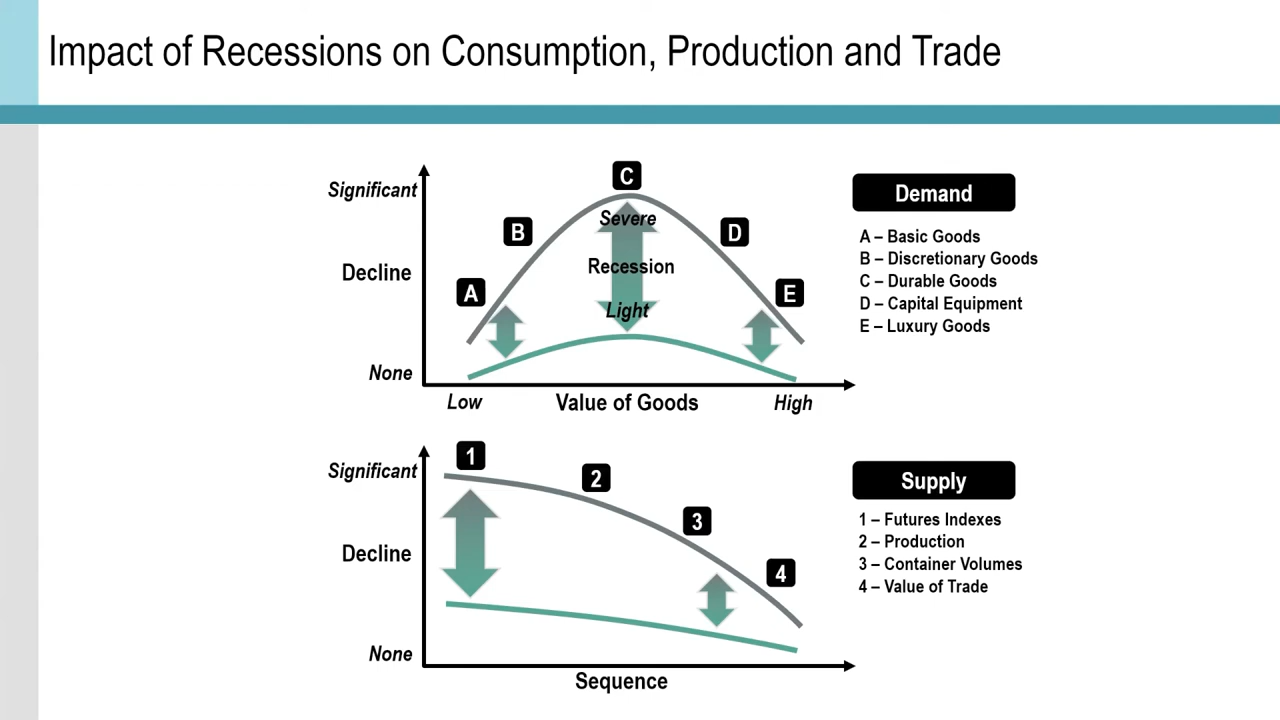 Impact of Recessions on Consumption, Production and Trade
C
Significant
Severe
B
D
Recession
Decline
A
E
Light
None
Low
Value of Goods
High
Demand
A – Basic Goods
B – Discretionary Goods
C – Durable Goods
D – Capital Equipment
E – Luxury Goods
1
Significant
2
3
Decline
4
None
Sequence
Supply
1 – Futures Indexes
2 – Production
3 – Container Volumes
4 – Value of Trade